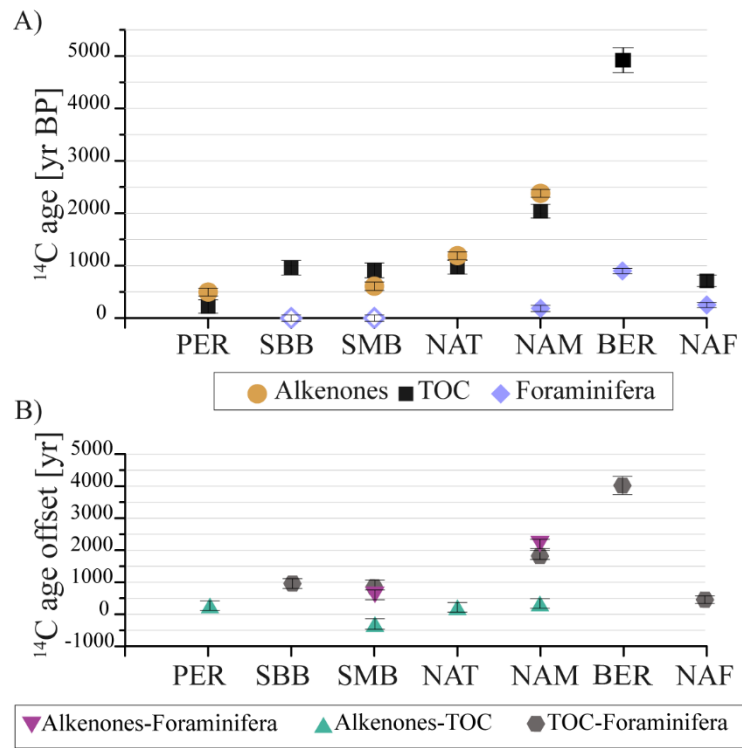 A)
14C age [yr BP]
5000
4000
3000
2000
1000
0
PER SBB SMB NAT NAM BER NAF
Alkenones TOC Foraminifera
B)
14C age offset [yr]
5000
4000
3000
2000
1000
0
-1000
PER SBB SMB NAT NAM BER NAF
Alkenones-Foraminifera Alkenones-TOC TOC-Foraminifera